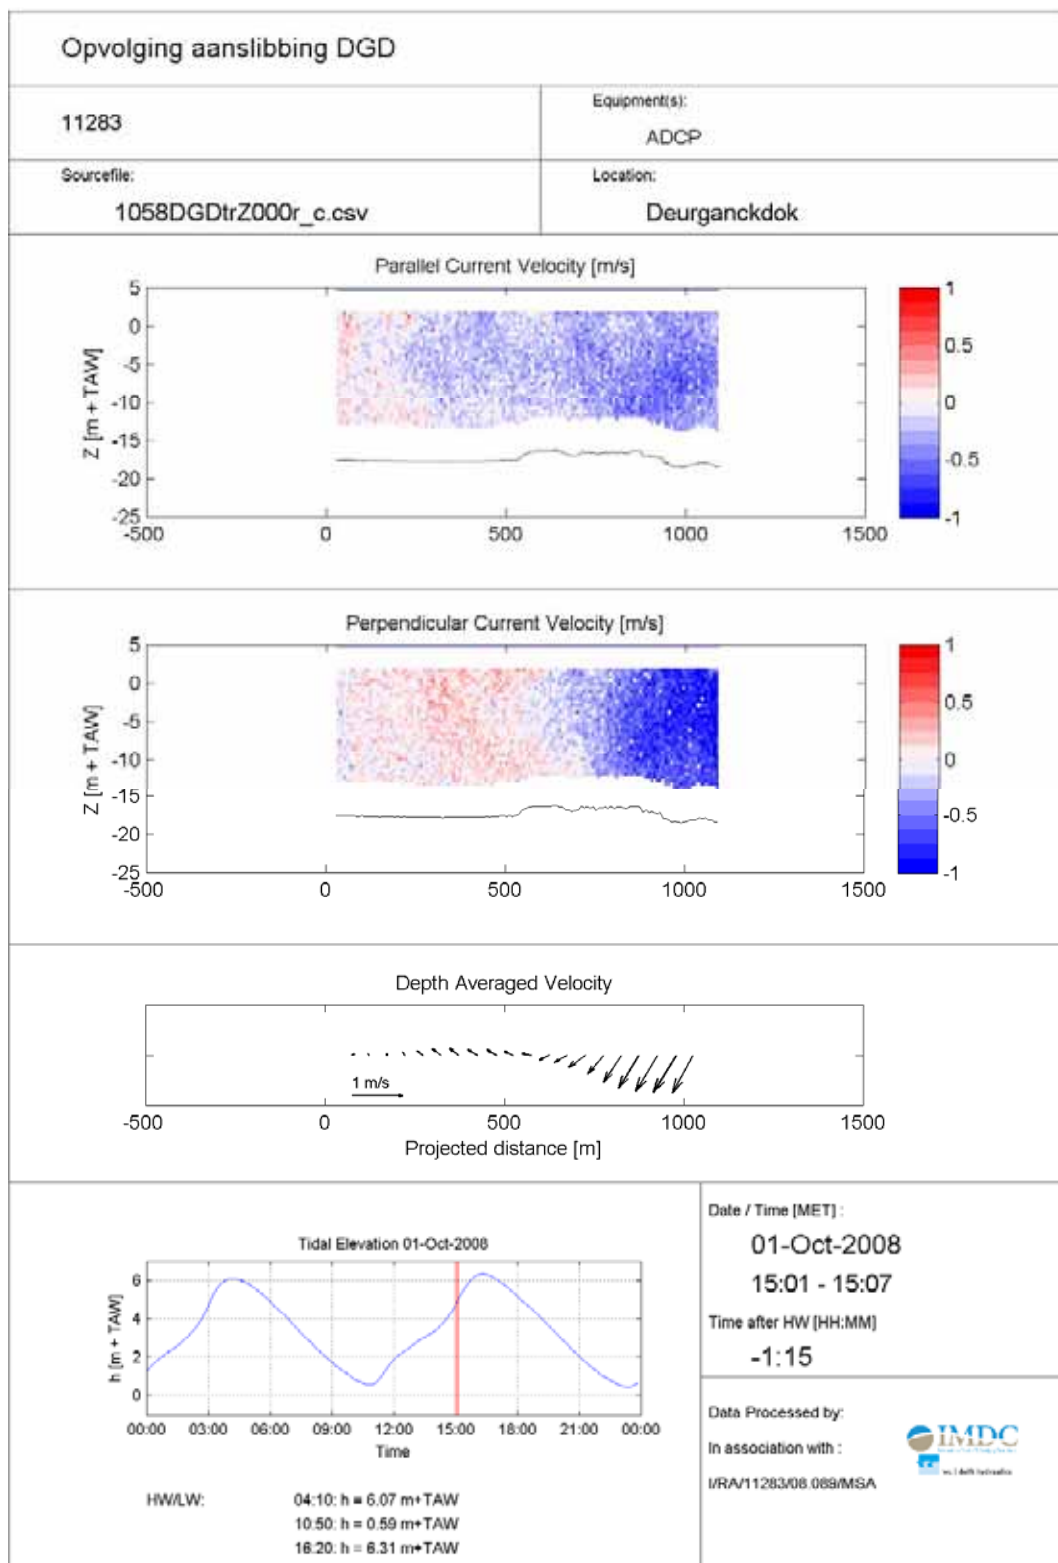 Opvolging aanslibbing DGD
11283
Equipment(s):
ADCP
Sourcefile:
1058DGDtrZ000r_c.csv
Location:
Deurganckdok
Parallel Current Velocity [m/s]
Z [m + TAW]
5
0
-5
-10
-15
-20
-25
-500
0
500
1000
1500
1
0.5
0
-0.5
-1
Perpendicular Current Velocity [m/s]
Z [m + TAW]
5
0
-5
-10
-15
-20
-25
-500
0
500
1000
1500
1
0.5
0
-0.5
-1
Depth Averaged Velocity
1 m/s
-500
0
500
1000
1500
Projected distance [m]
Tidal Elevation 01-Oct-2008
h [m + TAW]
6
4
2
0
00:00 03:00 06:00 09:00 12:00 15:00 18:00 21:00 00:00
Time
HW/LW:
04:10: h = 6.07 m+TAW
10:50: h = 0.59 m+TAW
16:20: h = 6.31 m+TAW
Date / Time [MET] :
01-Oct-2008
15:01 - 15:07
Time after HW [HH:MM]
-1:15
Data Processed by:
IMDC
In association with :
wl | delft hydraulics
I/RA/11283/08.089/MSA